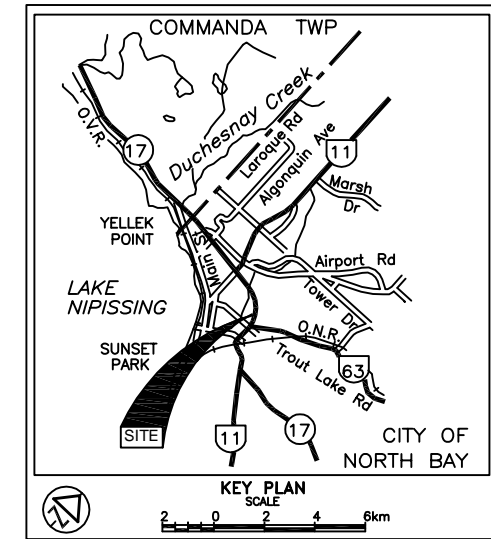 COMMANDA TWP
Duchesnay Creek
O.V.R.
17
Laroque Rd
Algonquin Ave
11
Marsh Dr
YELLEK
POINT
Main St
Airport Rd
LAKE
NIPISSING
Tower Dr
O.N.R.
SUNSET
PARK
Trout Lake Rd
63
SITE
11
17
CITY OF
NORTH BAY
KEY PLAN
SCALE
2 0 2 4 6km